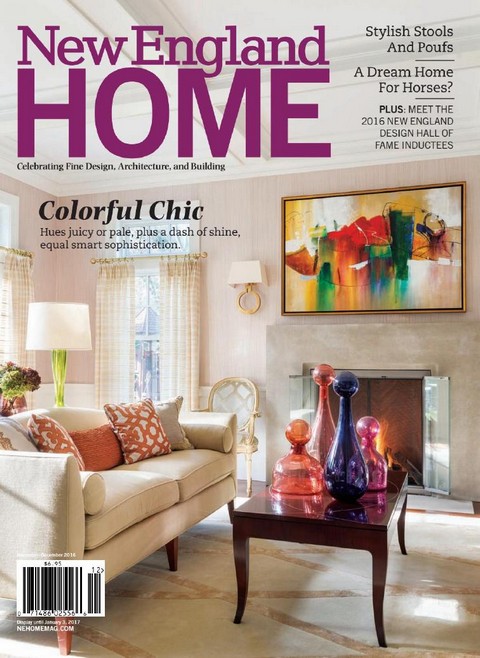 New England
HOME
Celebrating Fine Design, Architecture, and Building
Stylish Stools
And Poufs
A Dream Home
For Horses?
PLUS: MEET THE
2016 NEW ENGLAND
DESIGN HALL OF
FAME INDUCTEES
Colorful Chic
Hues juicy or pale, plus a dash of shine,
equal smart sophistication.
2016
$6.95
12>
Display until January 3, 2017
NEHOMEMAG.COM